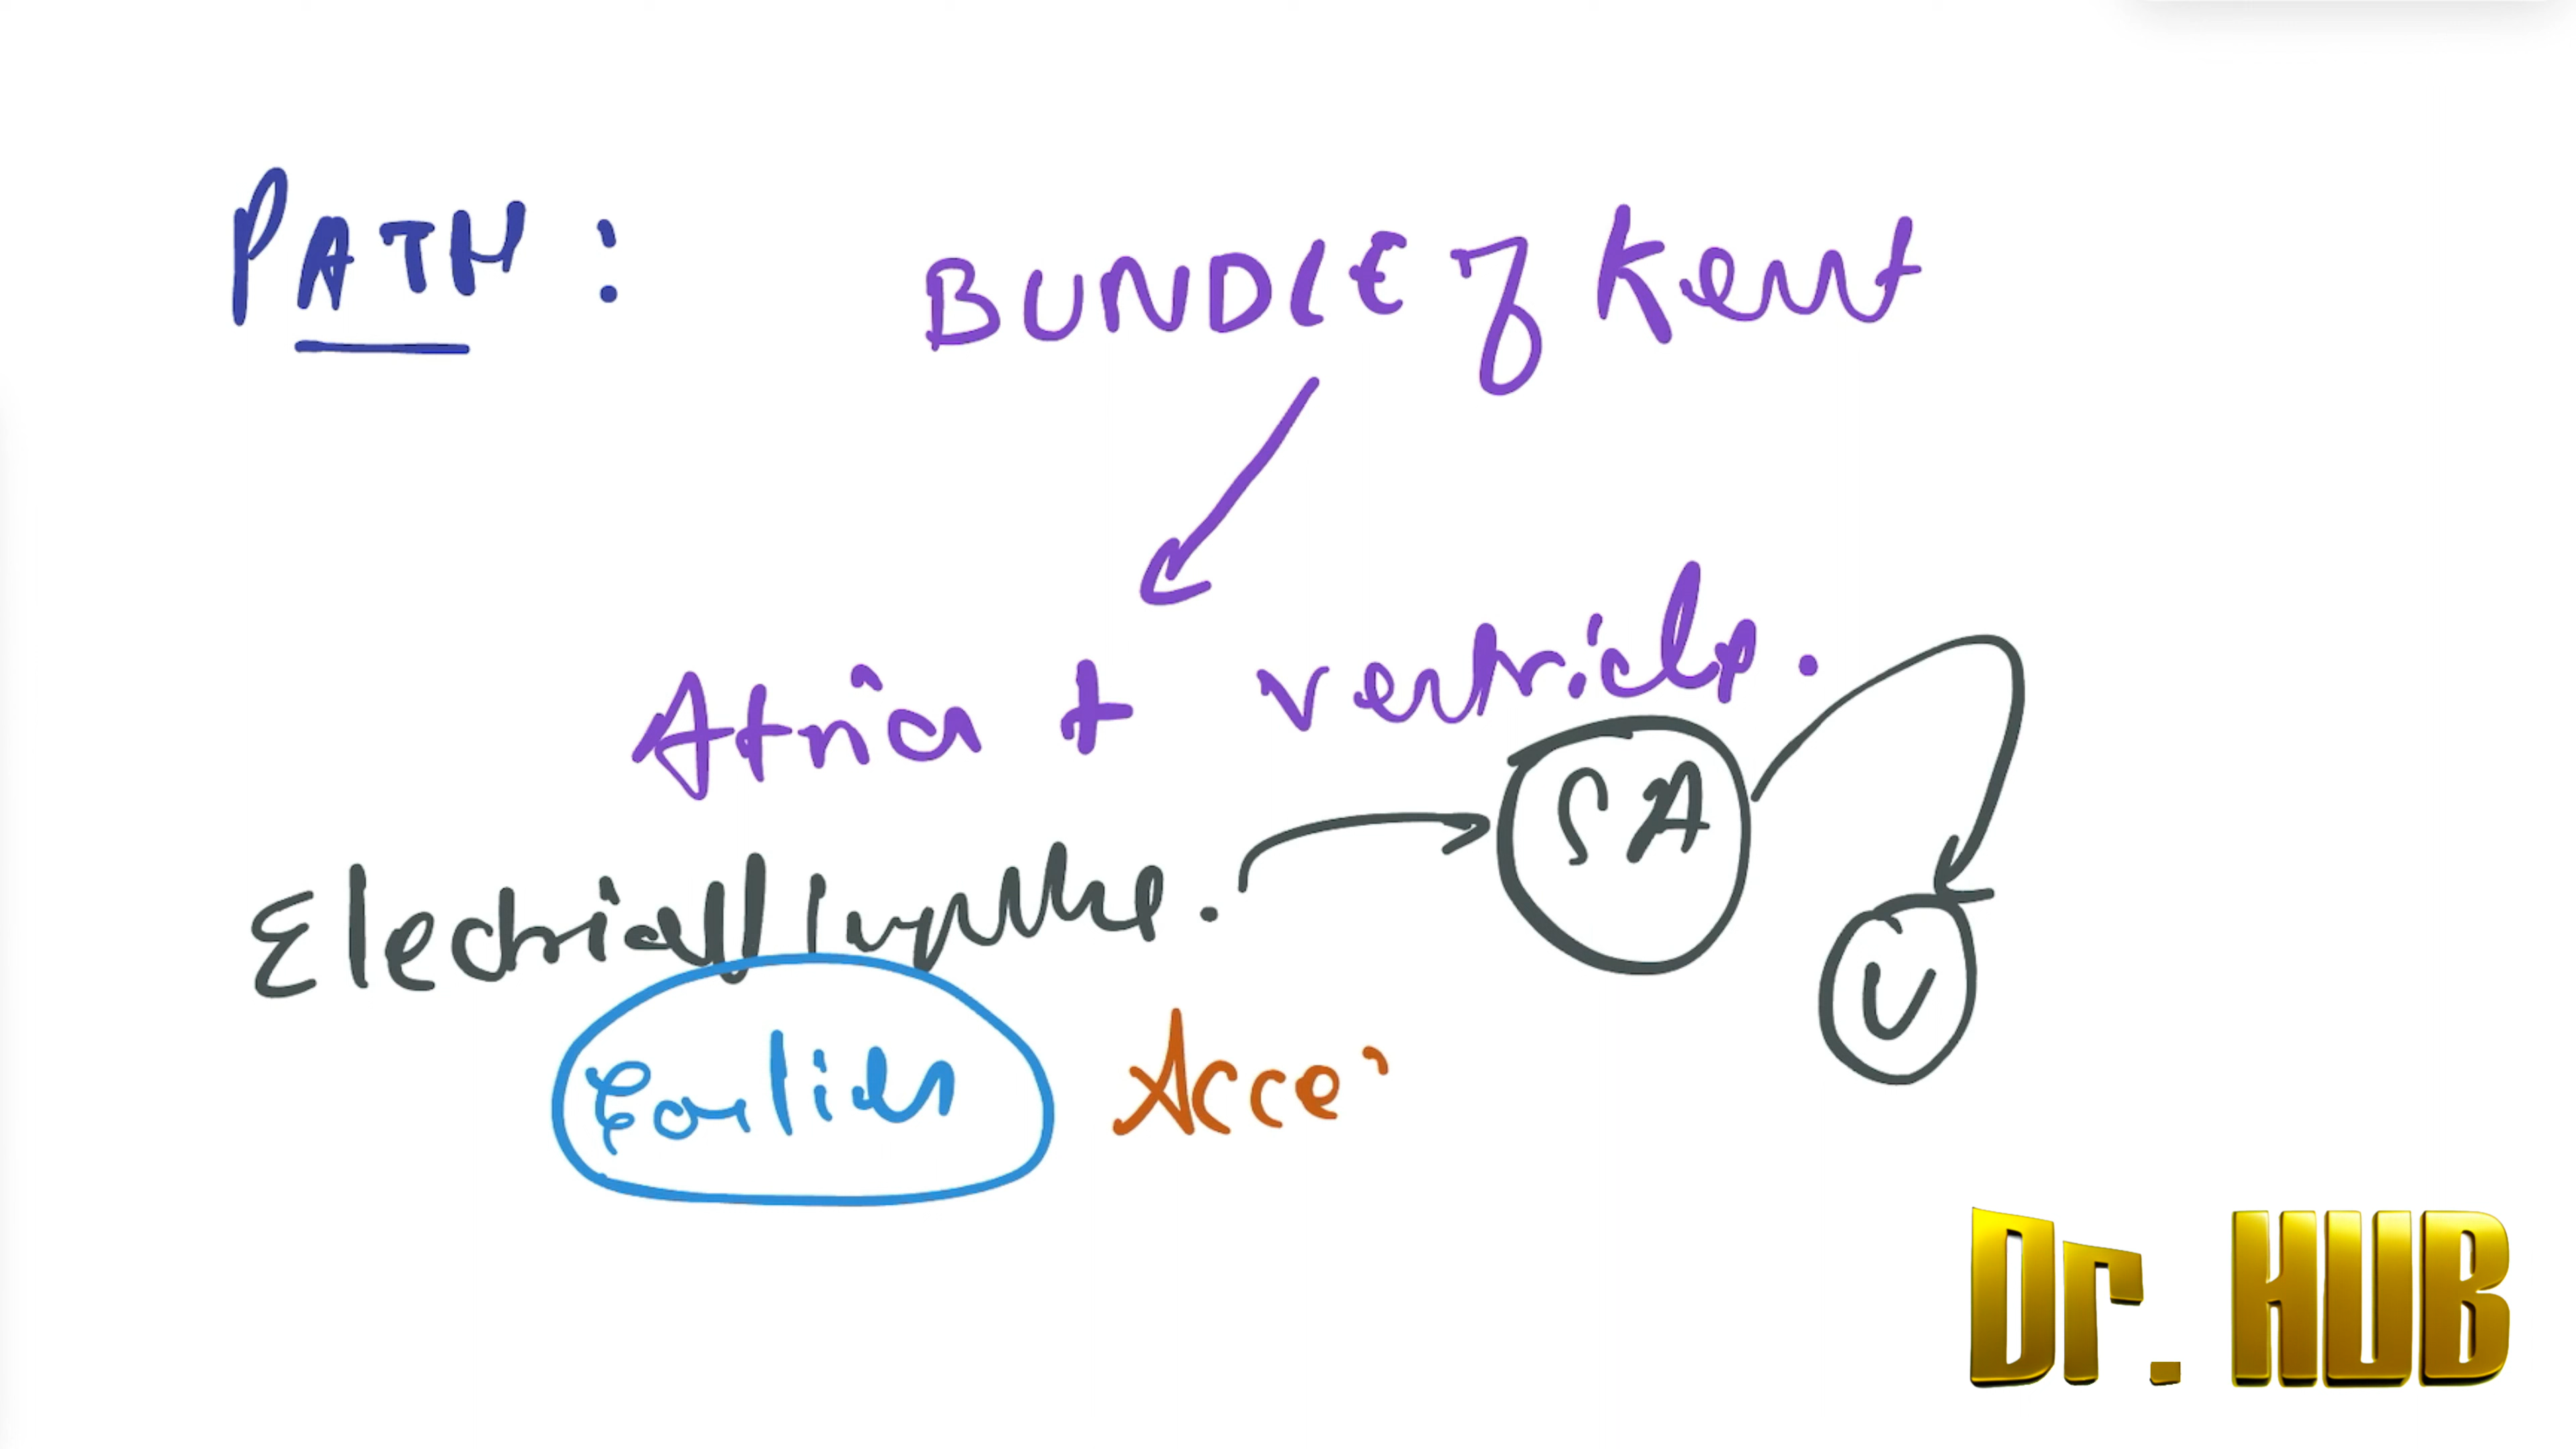 PATH :
BUNDLE of Kent
Atria + ventricle.
Electrical Impulse.
SA
V
Earlier
Acce
Dr. HUB